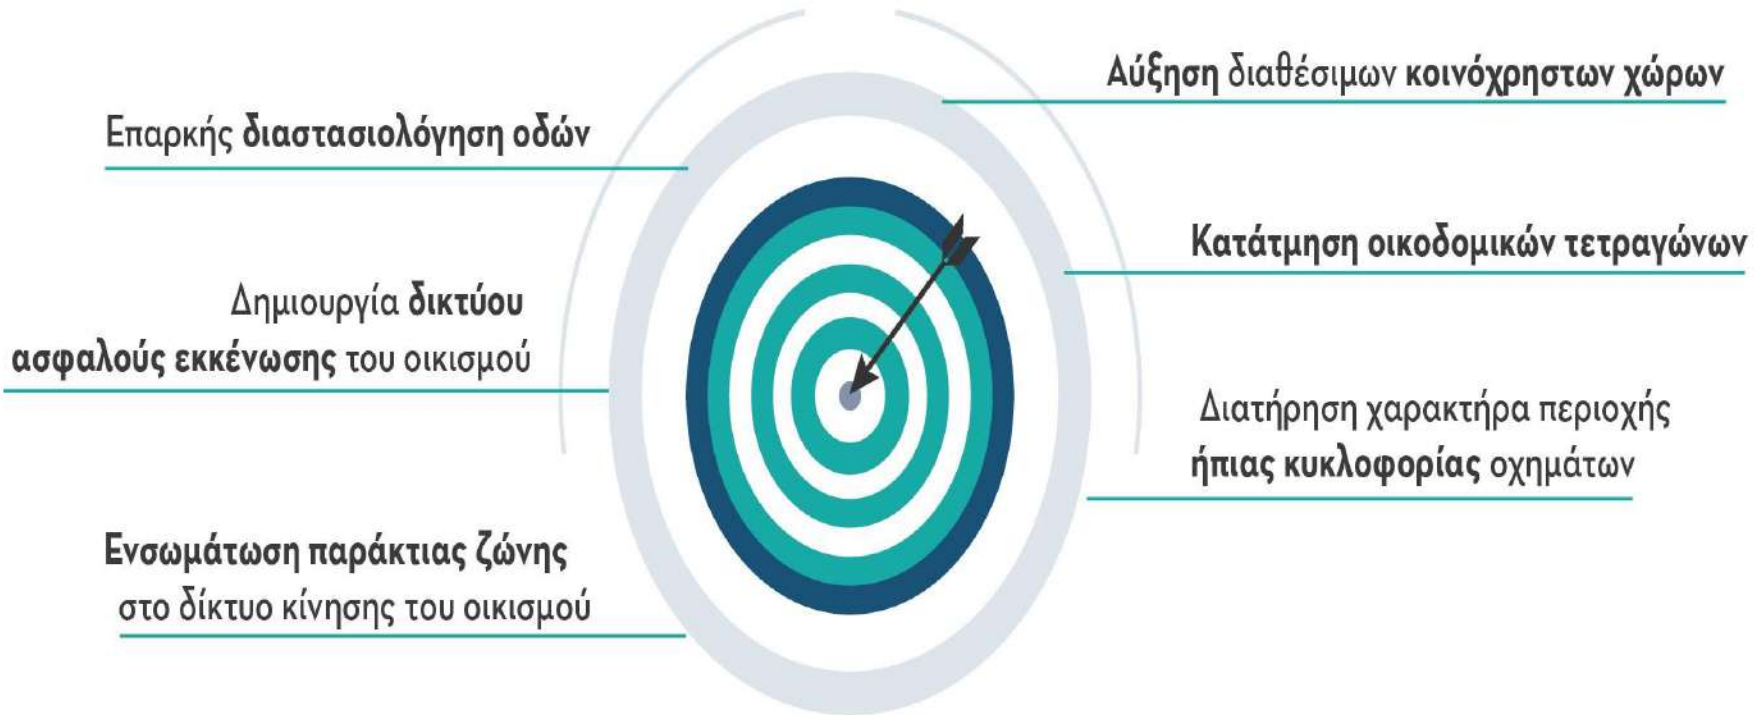 Επαρκής διαστασιολόγηση οδών
Δημιουργία δικτύου
ασφαλούς εκκένωσης του οικισμού
Ενσωμάτωση παράκτιας ζώνης
στο δίκτυο κίνησης του οικισμού
Αύξηση διαθέσιμων κοινόχρηστων χώρων
Κατάτμηση οικοδομικών τετραγώνων
Διατήρηση χαρακτήρα περιοχής
ήπιας κυκλοφορίας οχημάτων